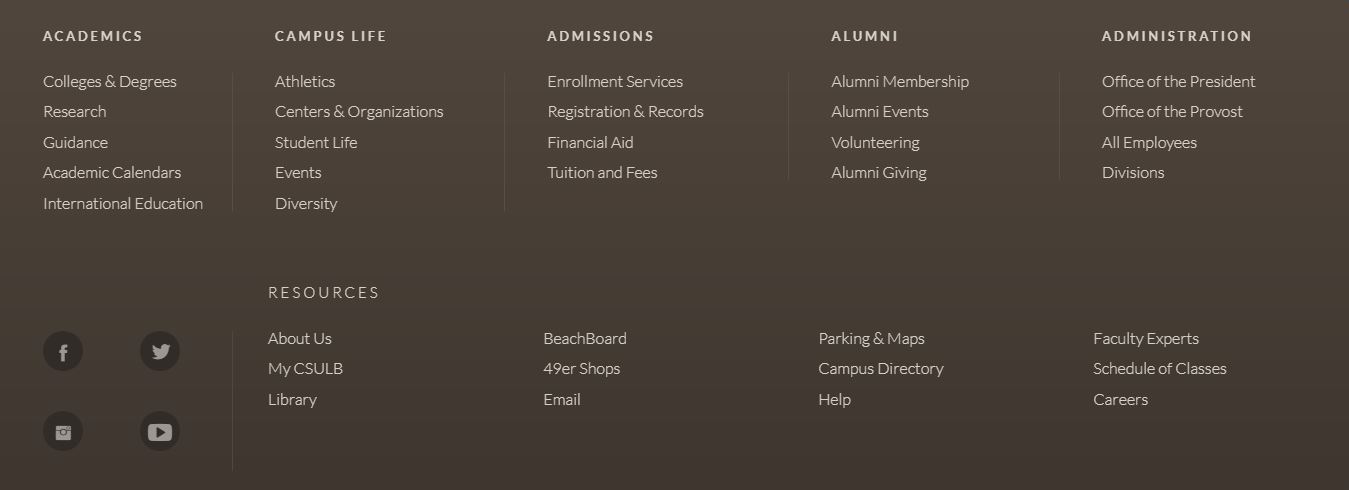 ACADEMICS
Colleges & Degrees
Research
Guidance
Academic Calendars
International Education
CAMPUS LIFE
Athletics
Centers & Organizations
Student Life
Events
Diversity
ADMISSIONS
Enrollment Services
Registration & Records
Financial Aid
Tuition and Fees
ALUMNI
Alumni Membership
Alumni Events
Volunteering
Alumni Giving
ADMINISTRATION
Office of the President
Office of the Provost
All Employees
Divisions
RESOURCES
About Us
My CSULB
Library
BeachBoard
49er Shops
Email
Parking & Maps
Campus Directory
Help
Faculty Experts
Schedule of Classes
Careers